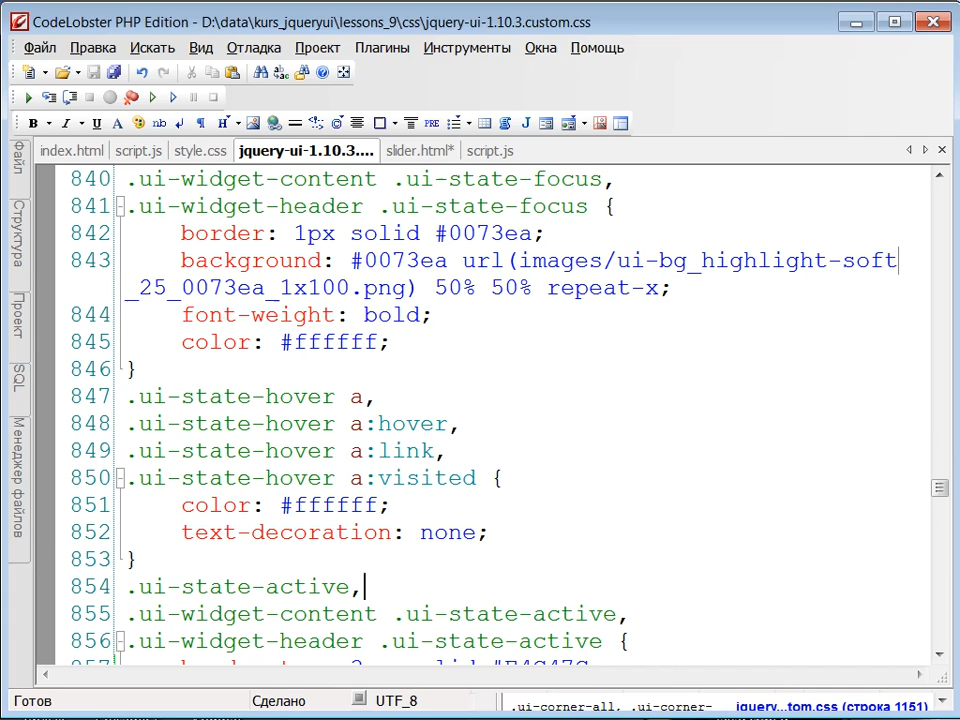 CodeLobster PHP Edition - D:\data\kurs_jqueryui\lessons_9\css\jquery-ui-1.10.3.custom.css
Файл Правка Искать Вид Отладка Проект Плагины Инструменты Окна Помощь
B I U A nb H PRE J
index.html script.js style.css jquery-ui-1.10.3.... slider.html* script.js
Файл
Структура
Проект
SQL
Менеджер файлов
840 .ui-widget-content .ui-state-focus,
841 .ui-widget-header .ui-state-focus {
842 border: 1px solid #0073ea;
843 background: #0073ea url(images/ui-bg_highlight-soft
_25_0073ea_1x100.png) 50% 50% repeat-x;
844 font-weight: bold;
845 color: #ffffff;
846 }
847 .ui-state-hover a,
848 .ui-state-hover a:hover,
849 .ui-state-hover a:link,
850 .ui-state-hover a:visited {
851 color: #ffffff;
852 text-decoration: none;
853 }
854 .ui-state-active,
855 .ui-widget-content .ui-state-active,
856 .ui-widget-header .ui-state-active {
Готов Сделано UTF_8 .ui-corner-all, .ui-corner- jquery...tom.css (строка 1151)